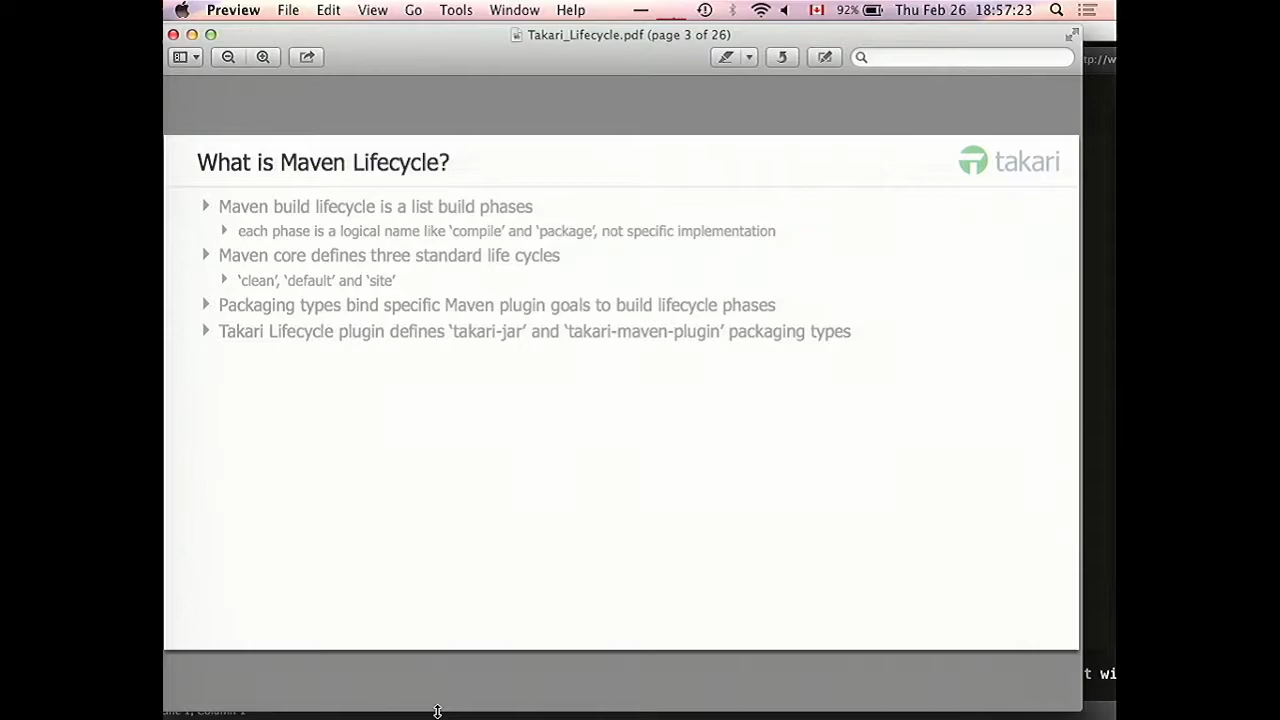 Preview File Edit View Go Tools Window Help 92% Thu Feb 26 18:57:23
Takari_Lifecycle.pdf (page 3 of 26)
What is Maven Lifecycle?
takari
Maven build lifecycle is a list build phases
each phase is a logical name like ‘compile’ and ‘package’, not specific implementation
Maven core defines three standard life cycles
‘clean’, ‘default’ and ‘site’
Packaging types bind specific Maven plugin goals to build lifecycle phases
Takari Lifecycle plugin defines ‘takari-jar’ and ‘takari-maven-plugin’ packaging types